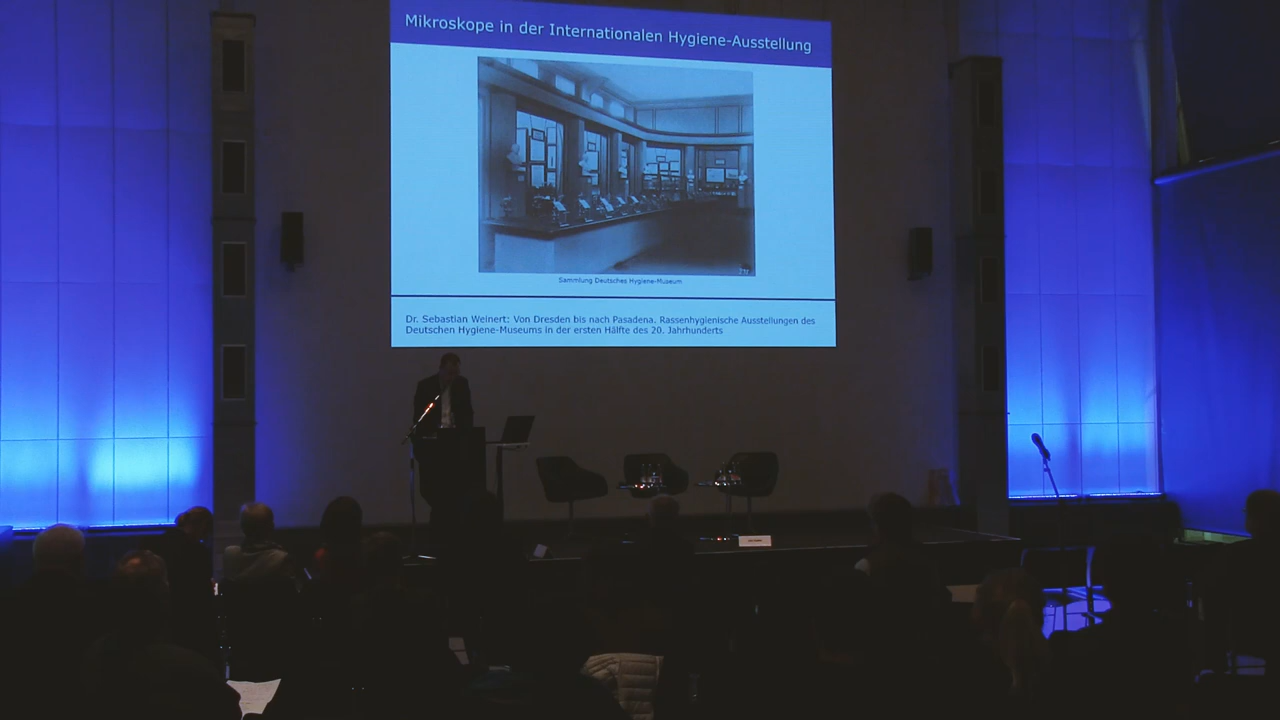 Mikroskope in der Internationalen Hygiene-Ausstellung
Sammlung Deutsches Hygiene-Museum
Dr. Sebastian Weinert: Von Dresden bis nach Pasadena. Rassenhygienische Ausstellungen des
Deutschen Hygiene-Museums in der ersten Hälfte des 20. Jahrhunderts